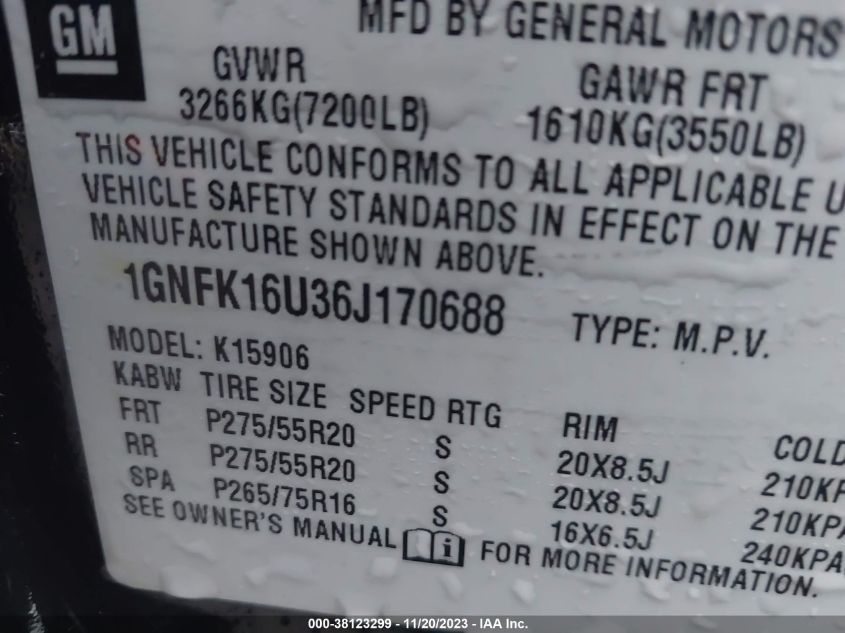 GM
MFD BY GENERAL MOTORS
GVWR GAWR FRT
3266KG(7200LB) 1610KG(3550LB)
THIS VEHICLE CONFORMS TO ALL APPLICABLE U
VEHICLE SAFETY STANDARDS IN EFFECT ON THE
MANUFACTURE SHOWN ABOVE.
1GNFK16U36J170688 TYPE: M.P.V.
MODEL: K15906
KABW TIRE SIZE SPEED RTG RIM COLD
FRT P275/55R20 S 20X8.5J 210KP
RR P275/55R20 S 20X8.5J 210KPA
SPA P265/75R16 S 16X6.5J 240KPA
SEE OWNER'S MANUAL i FOR MORE INFORMATION.
000-38123299 - 11/20/2023 - IAA Inc.